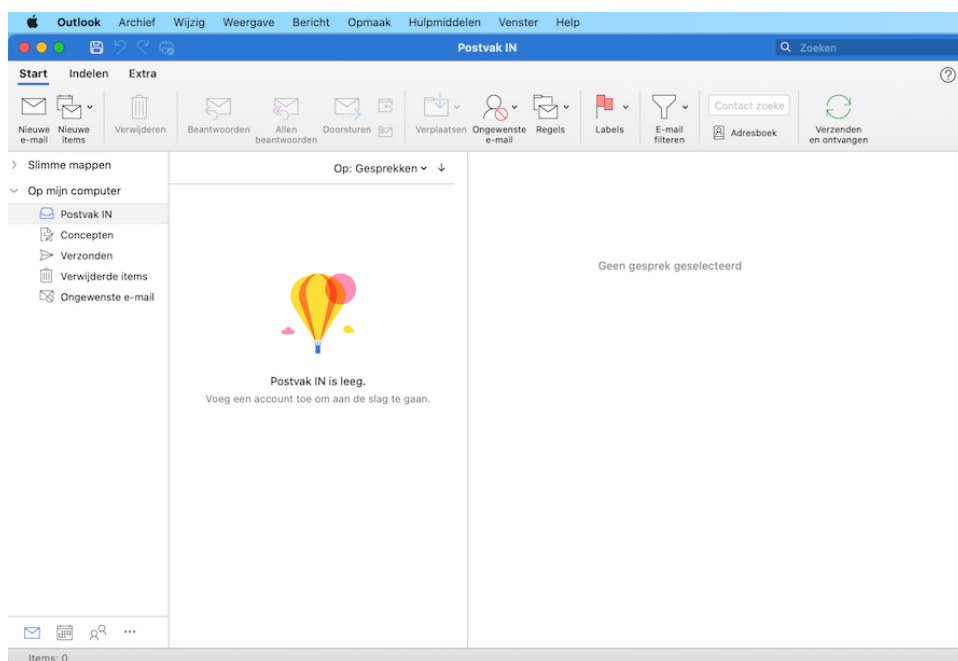 Outlook Archief Wijzig Weergave Bericht Opmaak Hulpmiddelen Venster Help
Postvak IN
Zoeken
Start Indelen Extra
Nieuwe e-mail
Nieuwe items
Verwijderen
Beantwoorden
Allen beantwoorden
Doorsturen
Verplaatsen
Ongewenste e-mail
Regels
Labels
E-mail filteren
Contact zoeke
Adresboek
Verzenden en ontvangen
Slimme mappen
Op mijn computer
Postvak IN
Concepten
Verzonden
Verwijderde items
Ongewenste e-mail
Op: Gesprekken
Postvak IN is leeg.
Voeg een account toe om aan de slag te gaan.
Geen gesprek geselecteerd
Items: 0